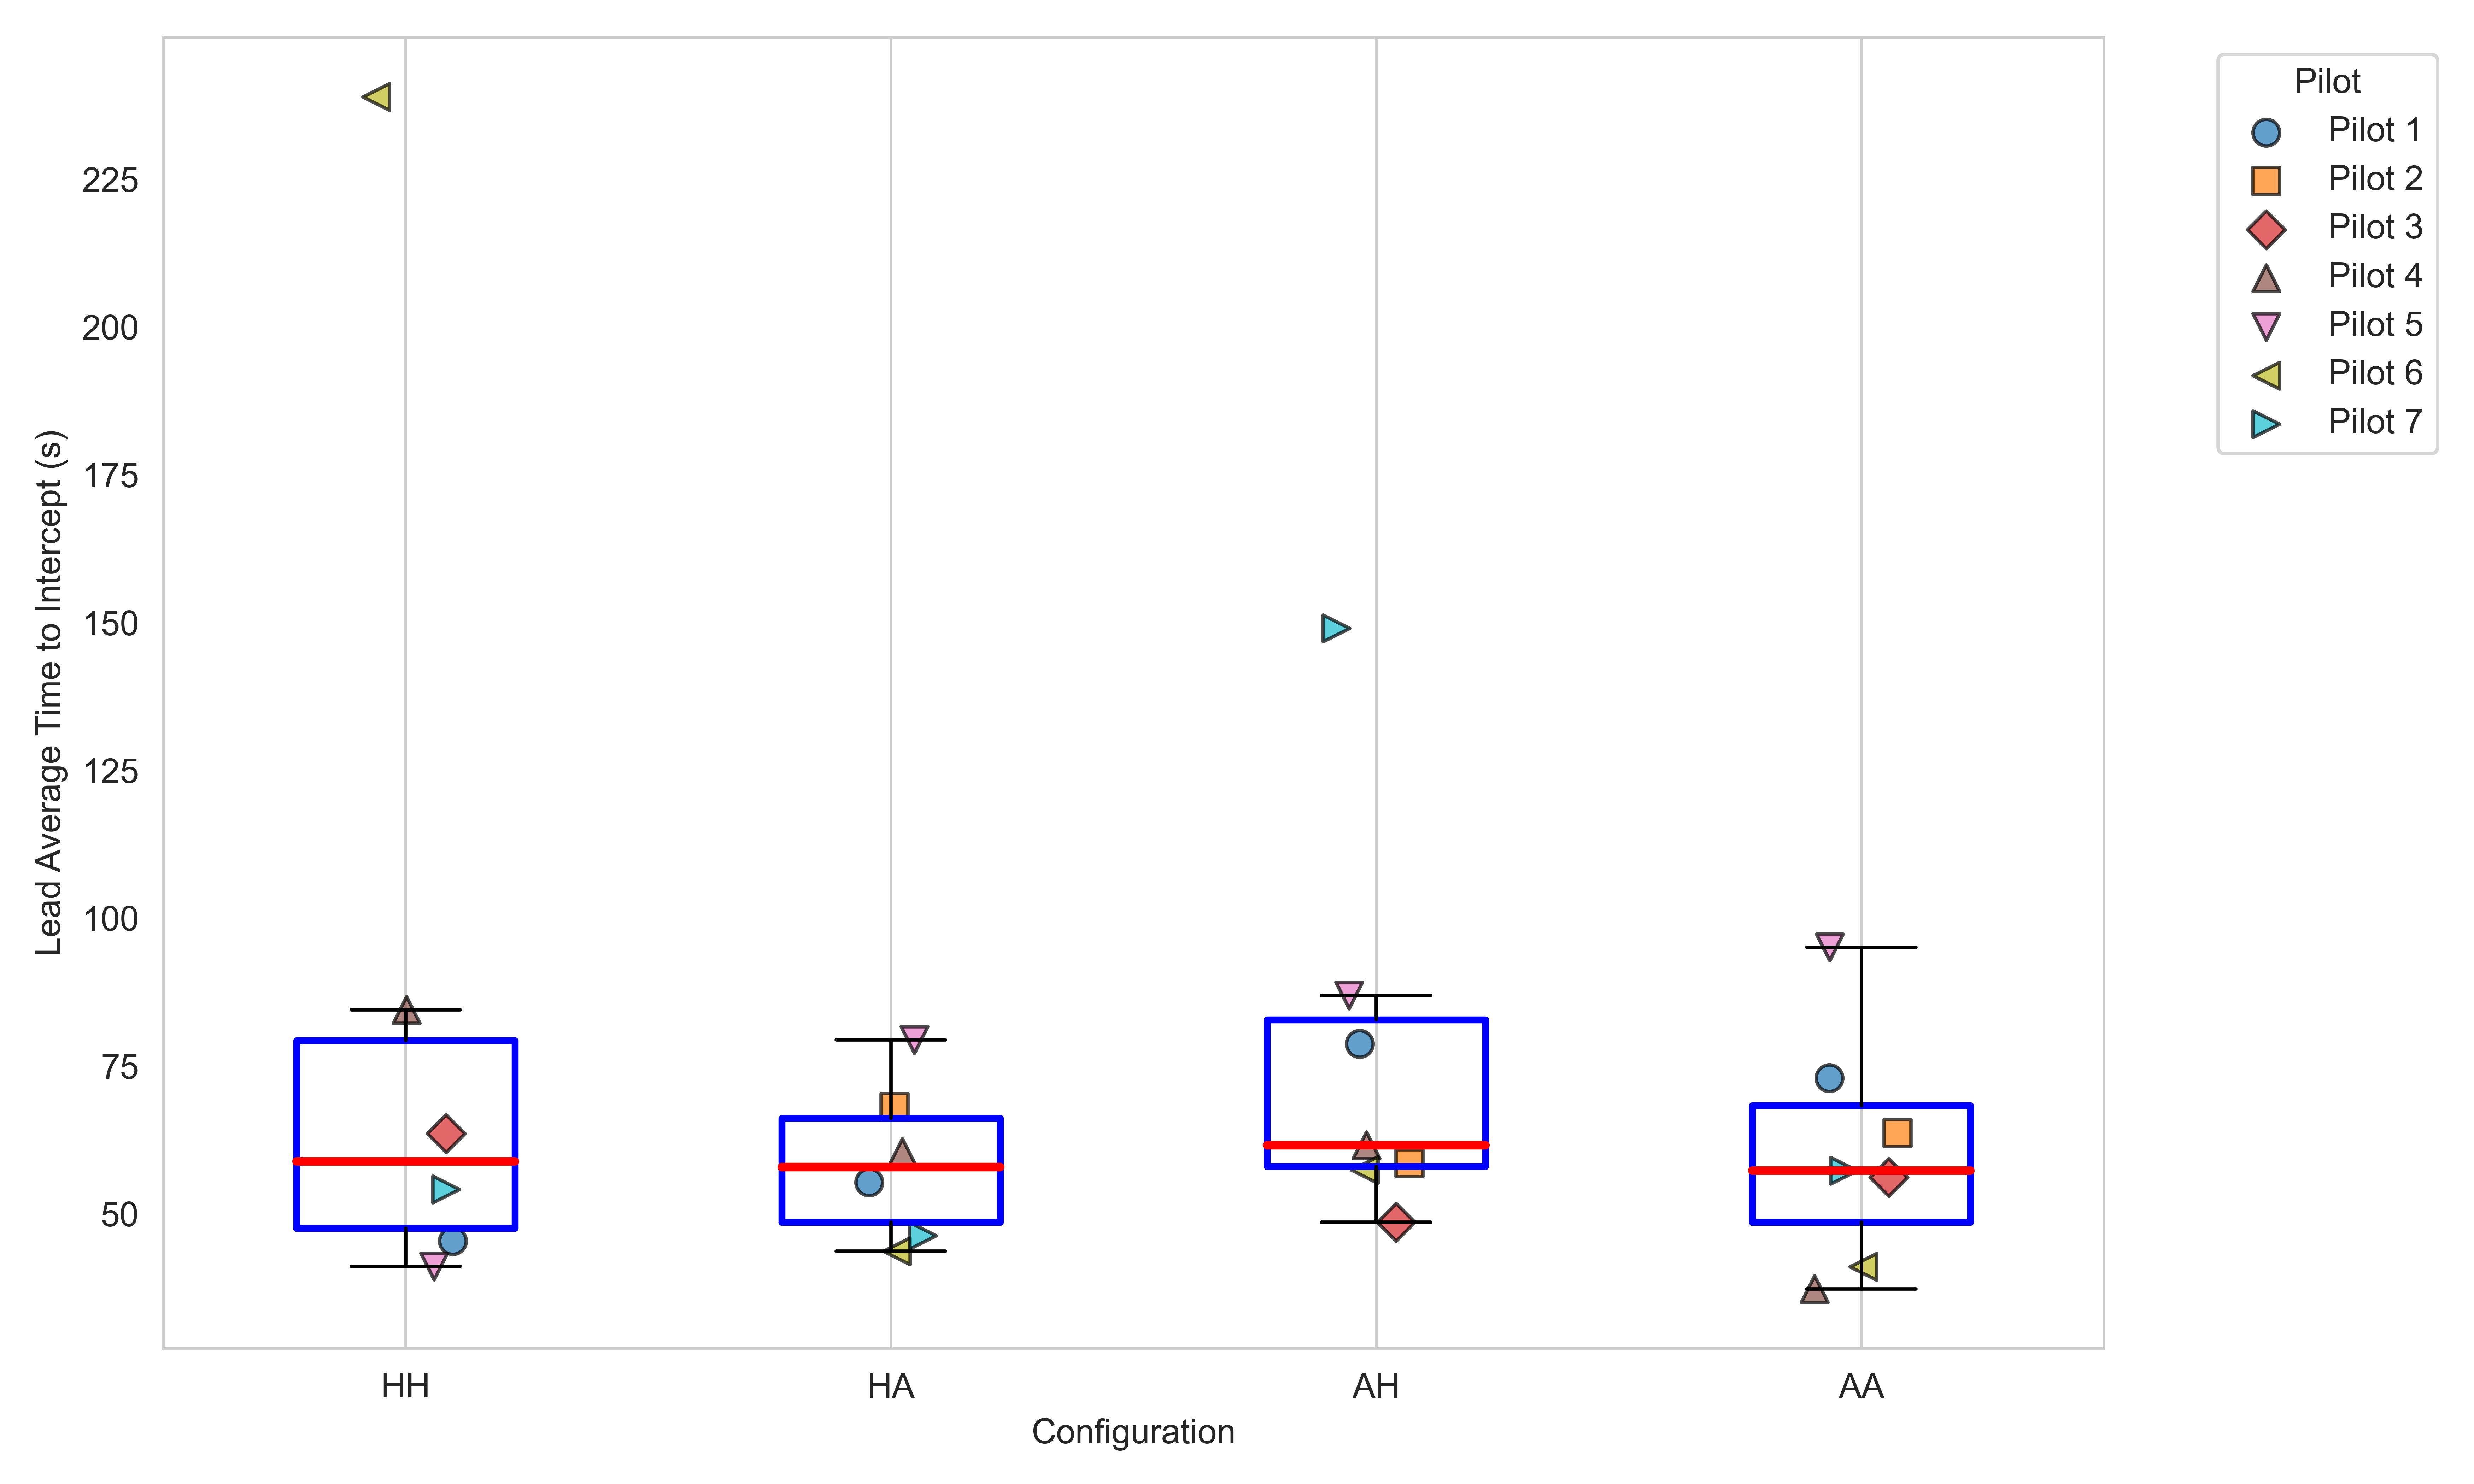 Lead Average Time to Intercept (s)
225
200
175
150
125
100
75
50
HH
HA
AH
AA
Configuration
Pilot
Pilot 1
Pilot 2
Pilot 3
Pilot 4
Pilot 5
Pilot 6
Pilot 7